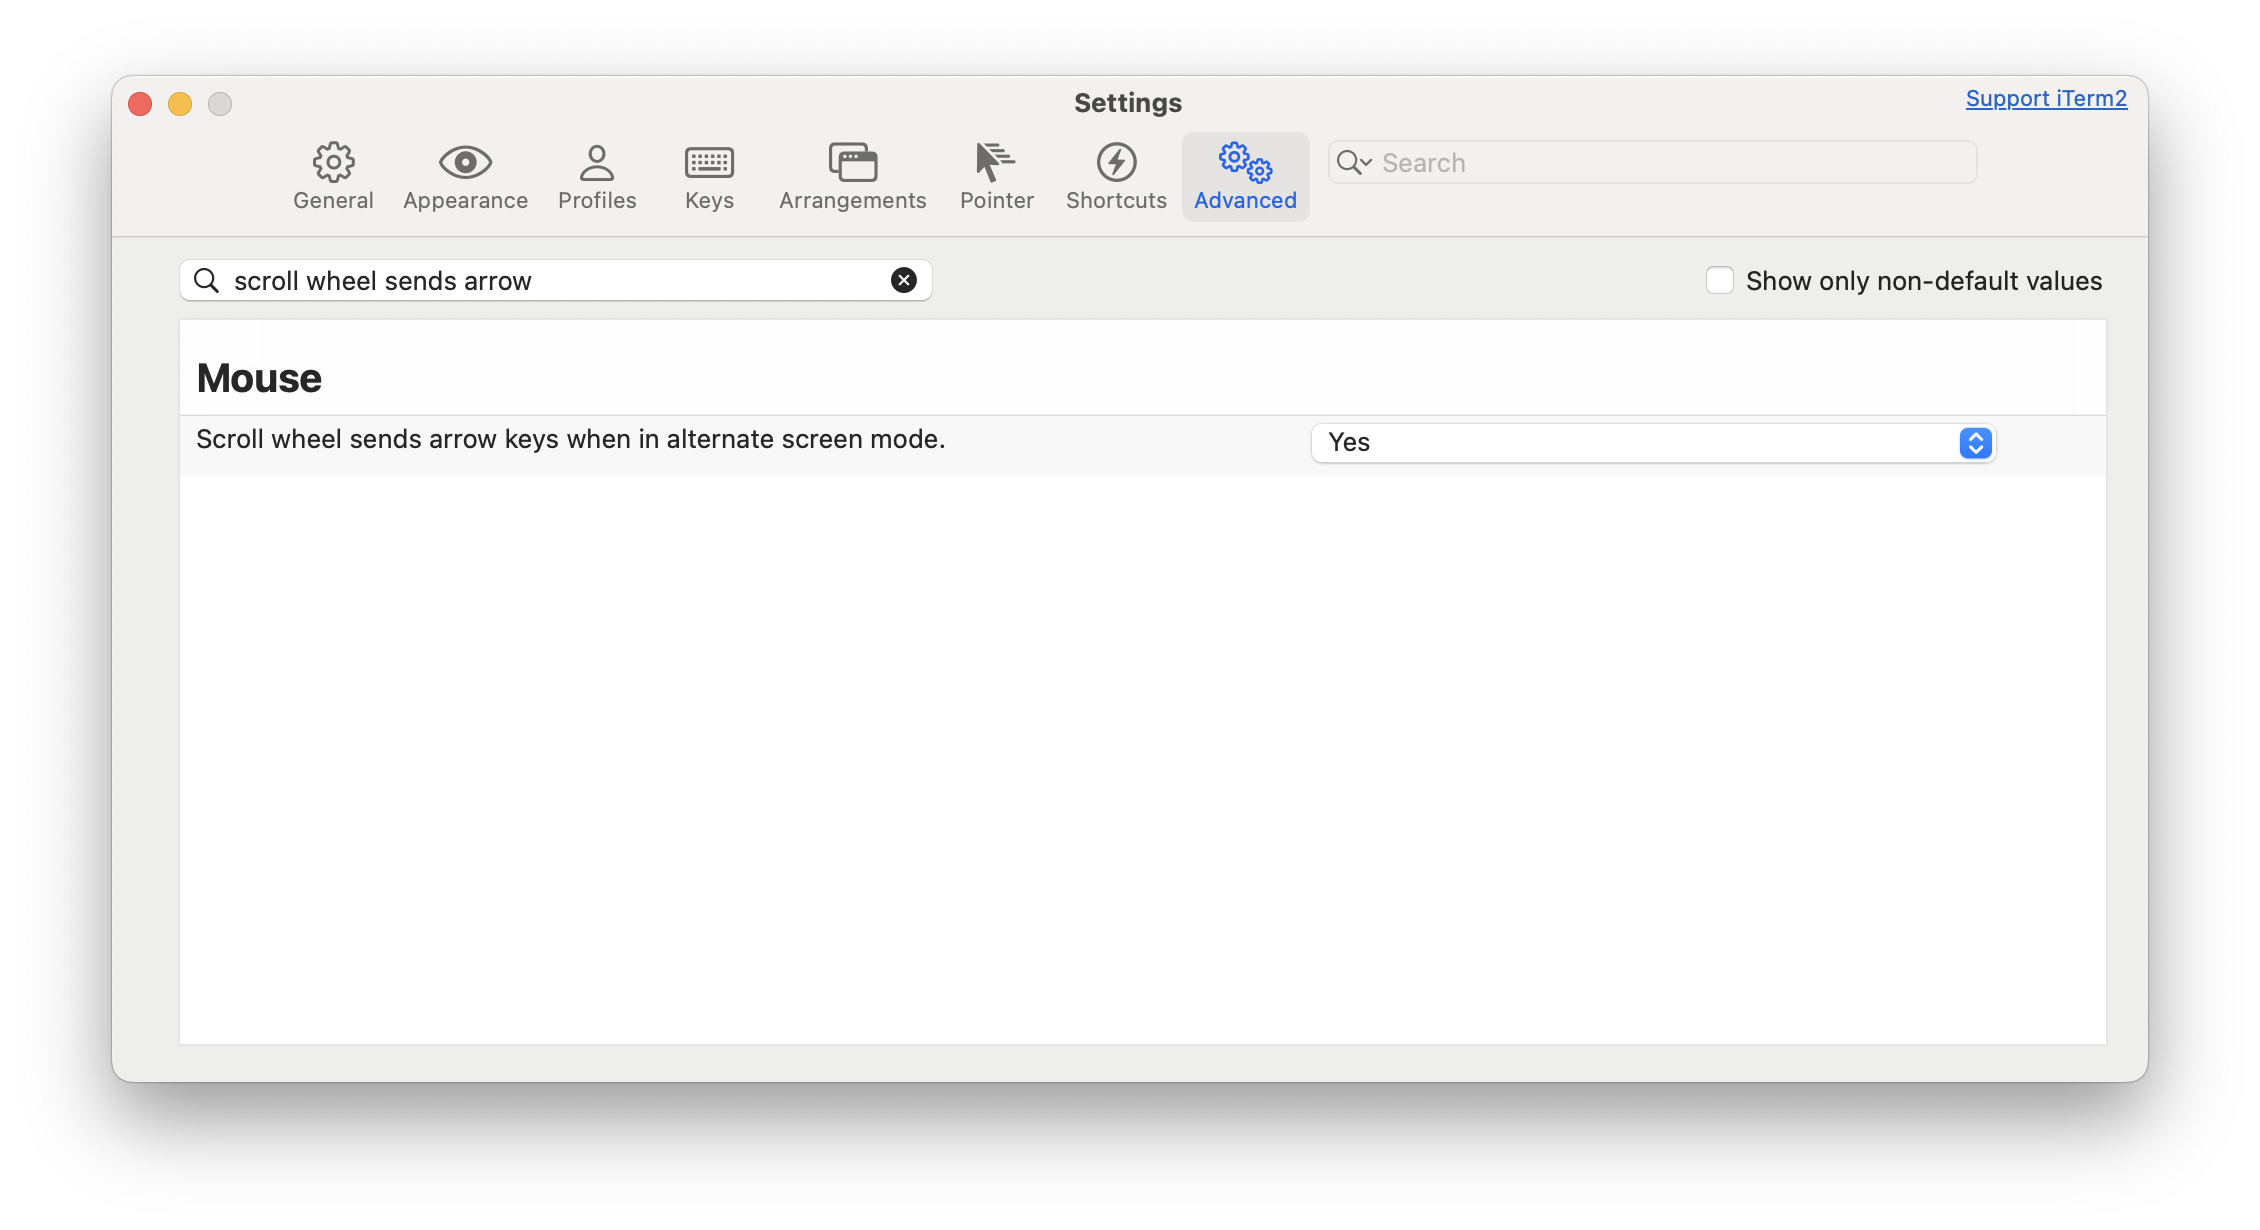 Settings
Support iTerm2
General
Appearance
Profiles
Keys
Arrangements
Pointer
Shortcuts
Advanced
Search
scroll wheel sends arrow
Show only non-default values
Mouse
Scroll wheel sends arrow keys when in alternate screen mode.
Yes